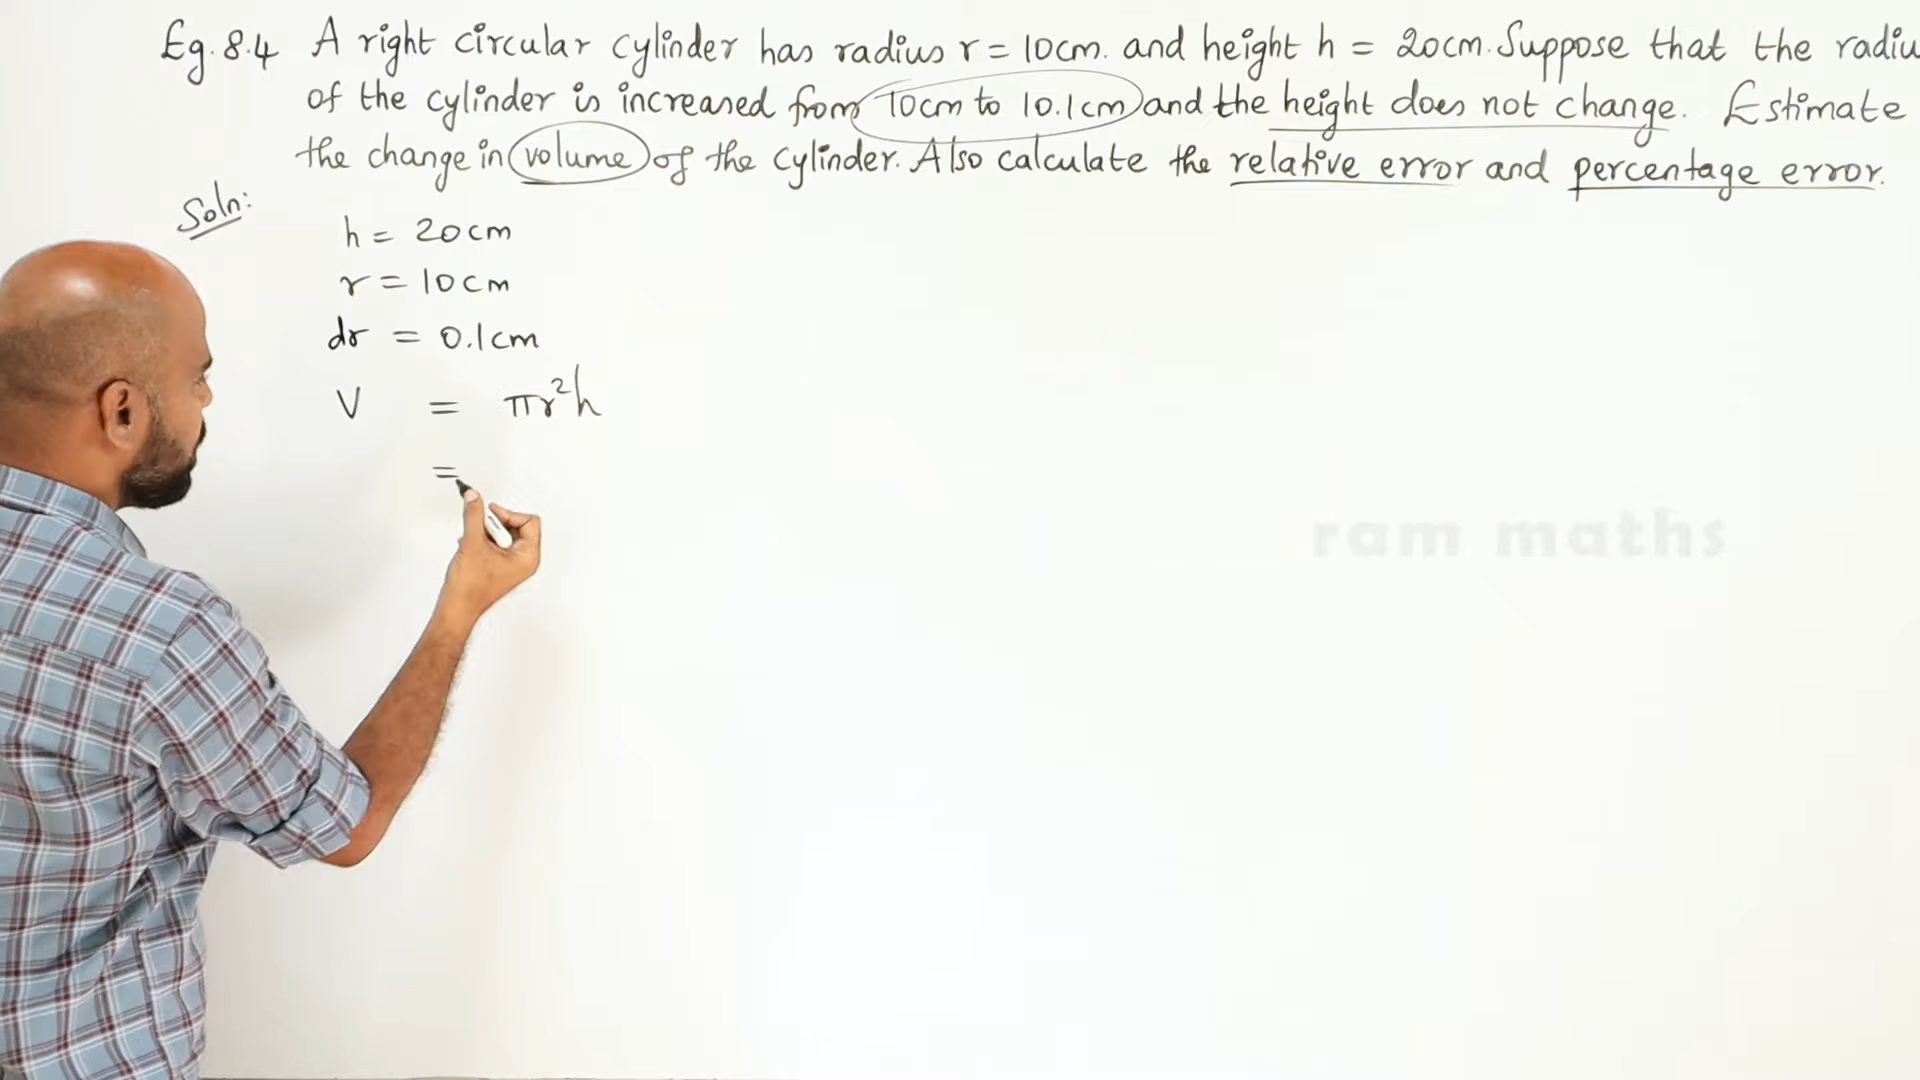 Eg. 8.4 A right circular cylinder has radius r = 10cm. and height h = 20cm. Suppose that the radiu
of the cylinder is increased from 10cm to 10.1cm and the height does not change. Estimate
the change in volume of the cylinder. Also calculate the relative error and percentage error.
Soln:
h = 20cm
r = 10cm
dr = 0.1cm
V = πr²h
=
ram maths